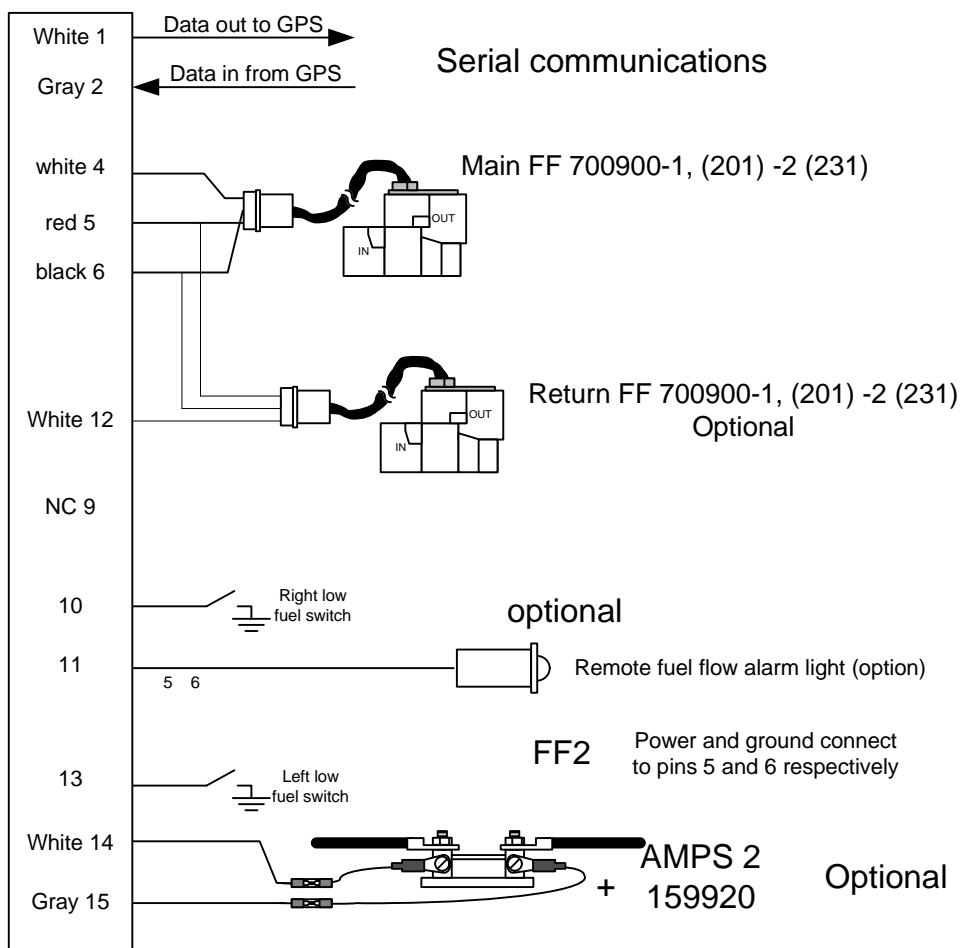 White 1
Data out to GPS
Gray 2
Data in from GPS
Serial communications
white 4
red 5
black 6
Main FF 700900-1, (201) -2 (231)
OUT
IN
White 12
Return FF 700900-1, (201) -2 (231)
Optional
OUT
IN
NC 9
10
Right low
fuel switch
optional
11
5 6
Remote fuel flow alarm light (option)
FF2
Power and ground connect
to pins 5 and 6 respectively
13
Left low
fuel switch
White 14
Gray 15
+
AMPS 2
159920
Optional